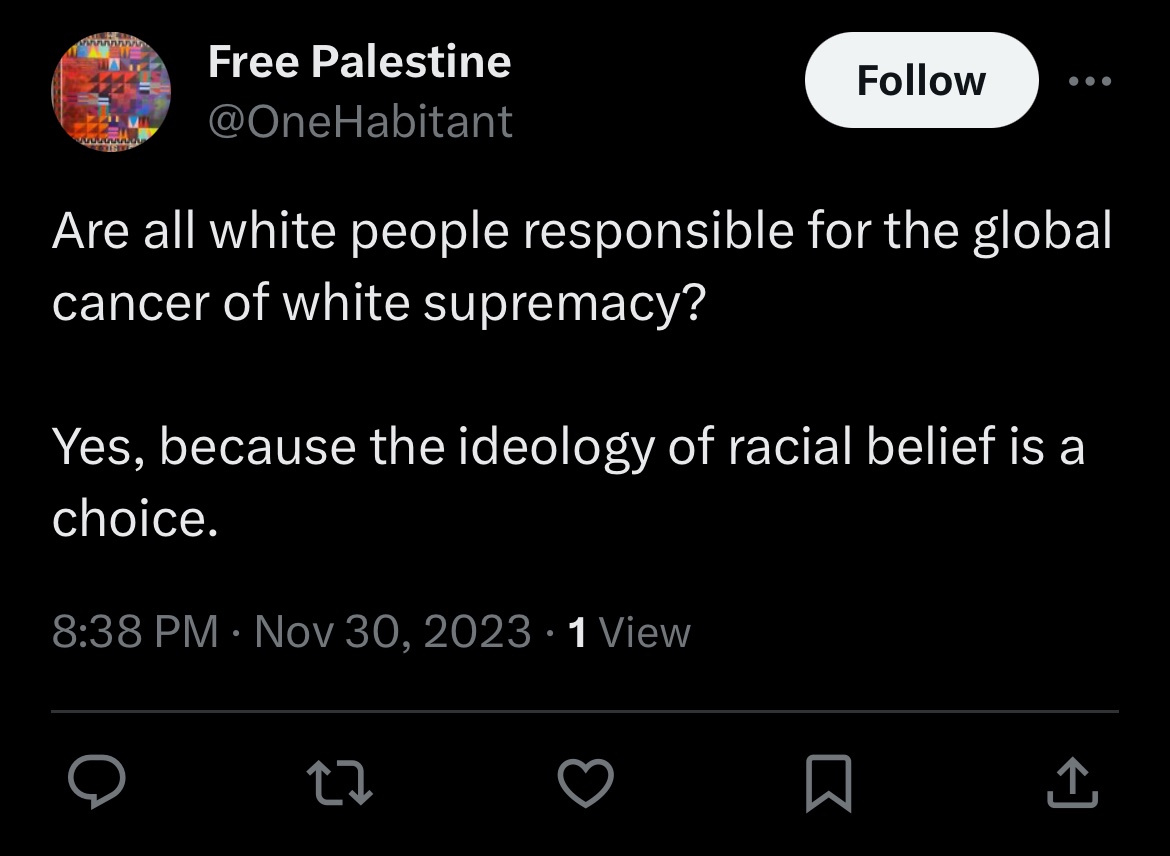 Free Palestine
Follow
@OneHabitant
Are all white people responsible for the global
cancer of white supremacy?
Yes, because the ideology of racial belief is a
choice.
8:38 PM · Nov 30, 2023 · 1 View